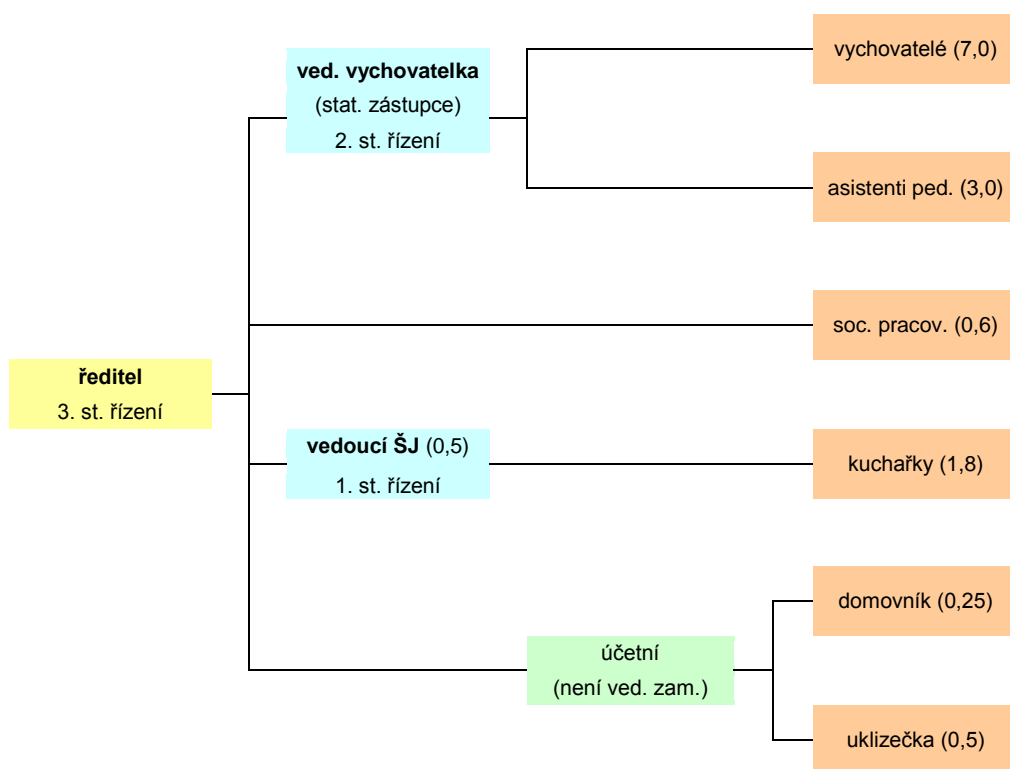 vychovatelé (7,0)
ved. vychovatelka
(stat. zástupce)
2. st. řízení
asistenti ped. (3,0)
soc. pracov. (0,6)
ředitel
3. st. řízení
vedoucí ŠJ (0,5)
1. st. řízení
kuchařky (1,8)
domovník (0,25)
účetní
(není ved. zam.)
uklizečka (0,5)